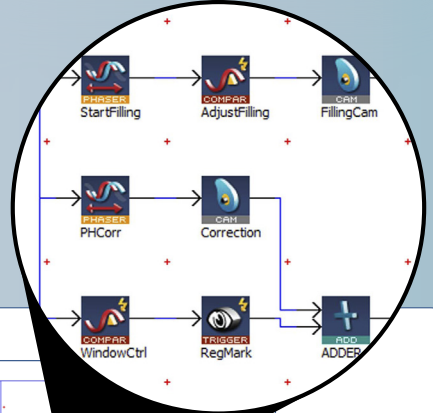 PHASER
COMPAR
CAM
StartFilling
AdjustFilling
FillingCam
PHASER
CAM
PHCorr
Correction
COMPAR
TRIGGER
ADD
WindowCtrl
RegMark
ADDER